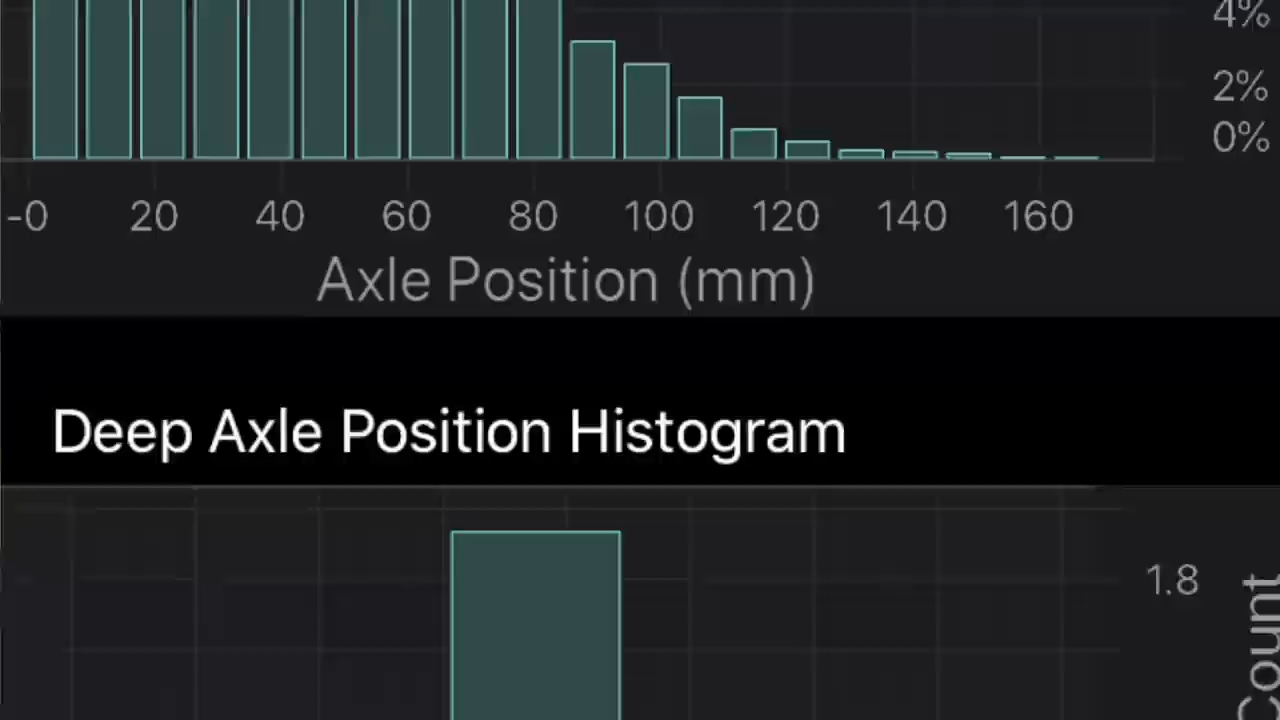 4%
2%
0%
-0 20 40 60 80 100 120 140 160
Axle Position (mm)
Deep Axle Position Histogram
1.8
Count